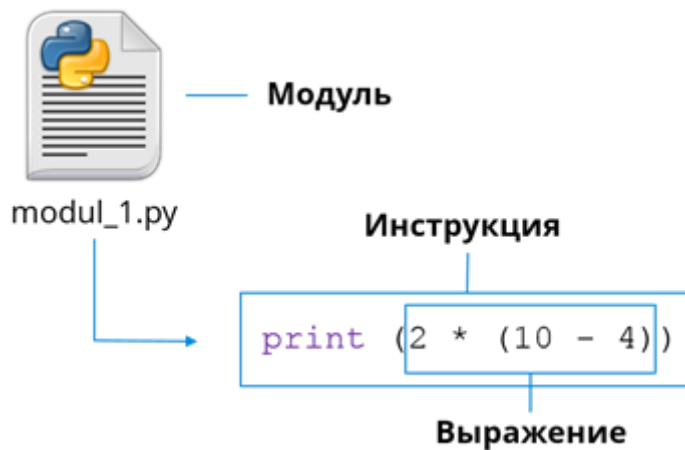 Модуль
modul_1.py
Инструкция
print (2 * (10 - 4))
Выражение